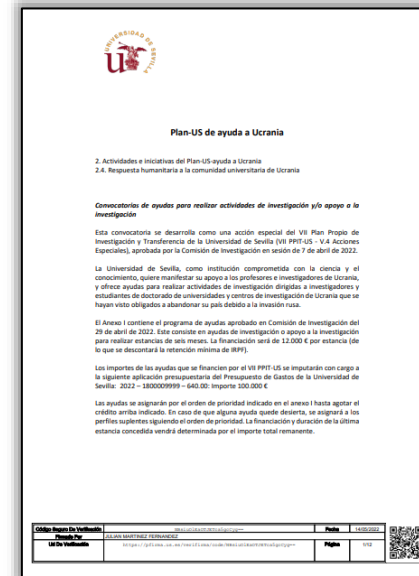 UNIVERSIDAD DE SEVILLA
Plan-US de ayuda a Ucrania
2. Actividades e iniciativas del Plan-US-ayuda a Ucrania
2.4. Respuesta humanitaria a la comunidad universitaria de Ucrania
Convocatorias de ayudas para realizar actividades de investigación y/o apoyo a la
investigación
Esta convocatoria se desarrolla como una acción especial del VII Plan Propio de
Investigación y Transferencia de la Universidad de Sevilla (VII PPIT-US - V.4 Acciones
Especiales), aprobada por la Comisión de Investigación en sesión de 7 de abril de 2022.
La Universidad de Sevilla, como institución comprometida con la ciencia y el
conocimiento, quiere manifestar su apoyo a los profesores e investigadores de Ucrania,
y ofrece ayudas para realizar actividades de investigación dirigidas a investigadores y
estudiantes de doctorado de universidades y centros de investigación de Ucrania que se
hayan visto obligados a abandonar su país debido a la invasión rusa.
El Anexo I contiene el programa de ayudas aprobado en Comisión de Investigación del
29 de abril de 2022. Este consiste en ayudas de investigación o apoyo a la investigación
para realizar estancias de seis meses. La financiación será de 12.000 € por estancia (de
lo que se descontará la retención mínima de IRPF).
Los importes de las ayudas que se financien por el VII PPIT-US se imputarán con cargo a
la siguiente aplicación presupuestaria del Presupuesto de Gastos de la Universidad de
Sevilla: 2022 – 1800009999 – 640.00: Importe 100.000 €
Las ayudas se asignarán por el orden de prioridad indicado en el anexo I hasta agotar el
crédito arriba indicado. En caso de que alguna ayuda quede desierta, se asignará a los
perfiles suplentes siguiendo el orden de prioridad. La financiación y duración de la última
estancia concedida vendrá determinada por el importe total remanente.
Código Seguro De Verificación Fecha 14/05/2022
Firmado Por JULIAN MARTINEZ FERNANDEZ
Url De Verificación Página 1/12